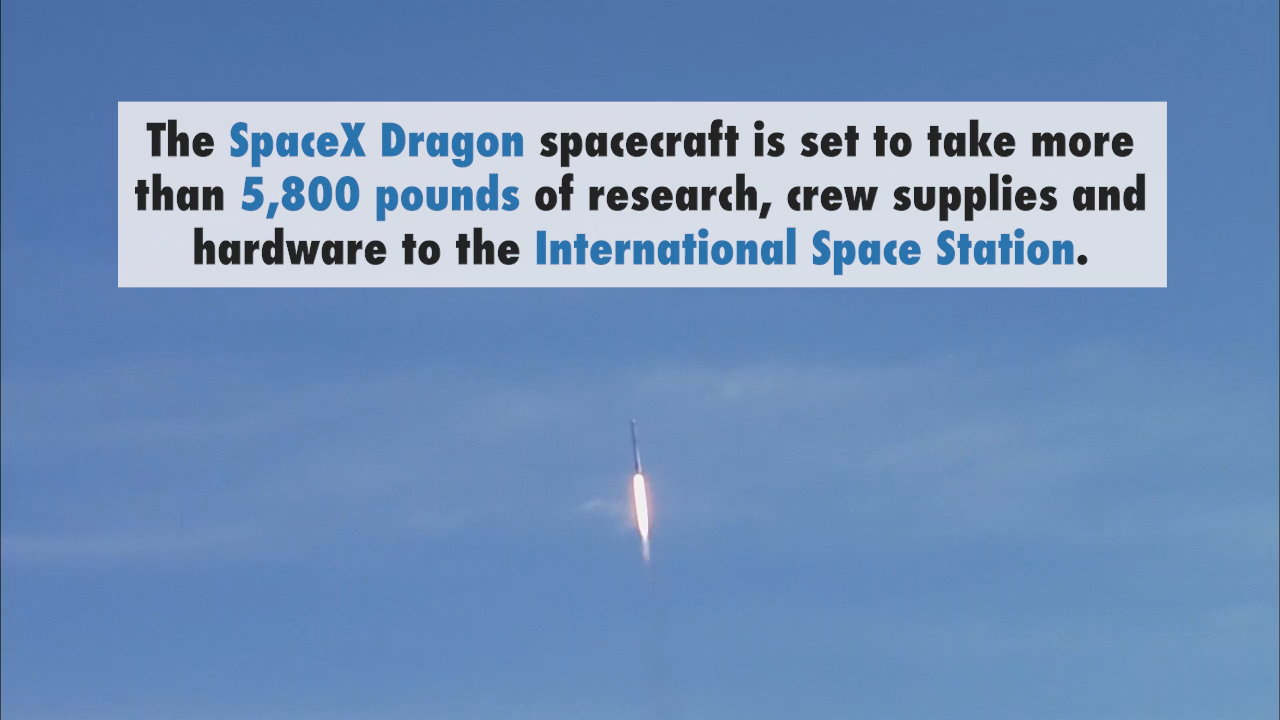 The SpaceX Dragon spacecraft is set to take more
than 5,800 pounds of research, crew supplies and
hardware to the International Space Station.